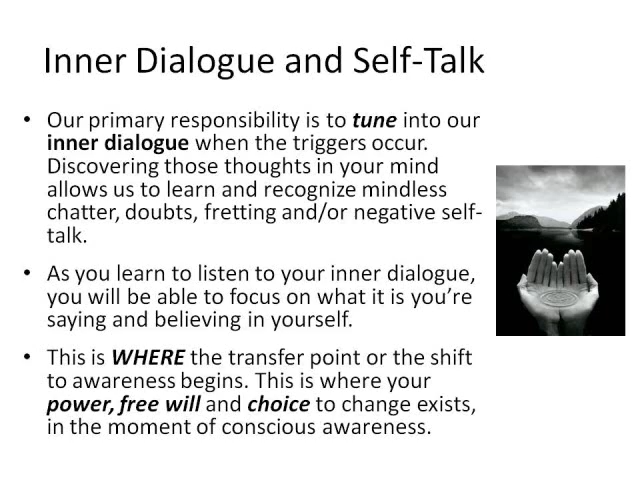 Inner Dialogue and Self-Talk
• Our primary responsibility is to tune into our
inner dialogue when the triggers occur.
Discovering those thoughts in your mind
allows us to learn and recognize mindless
chatter, doubts, fretting and/or negative self-
talk.
• As you learn to listen to your inner dialogue,
you will be able to focus on what it is you’re
saying and believing in yourself.
• This is WHERE the transfer point or the shift
to awareness begins. This is where your
power, free will and choice to change exists,
in the moment of conscious awareness.